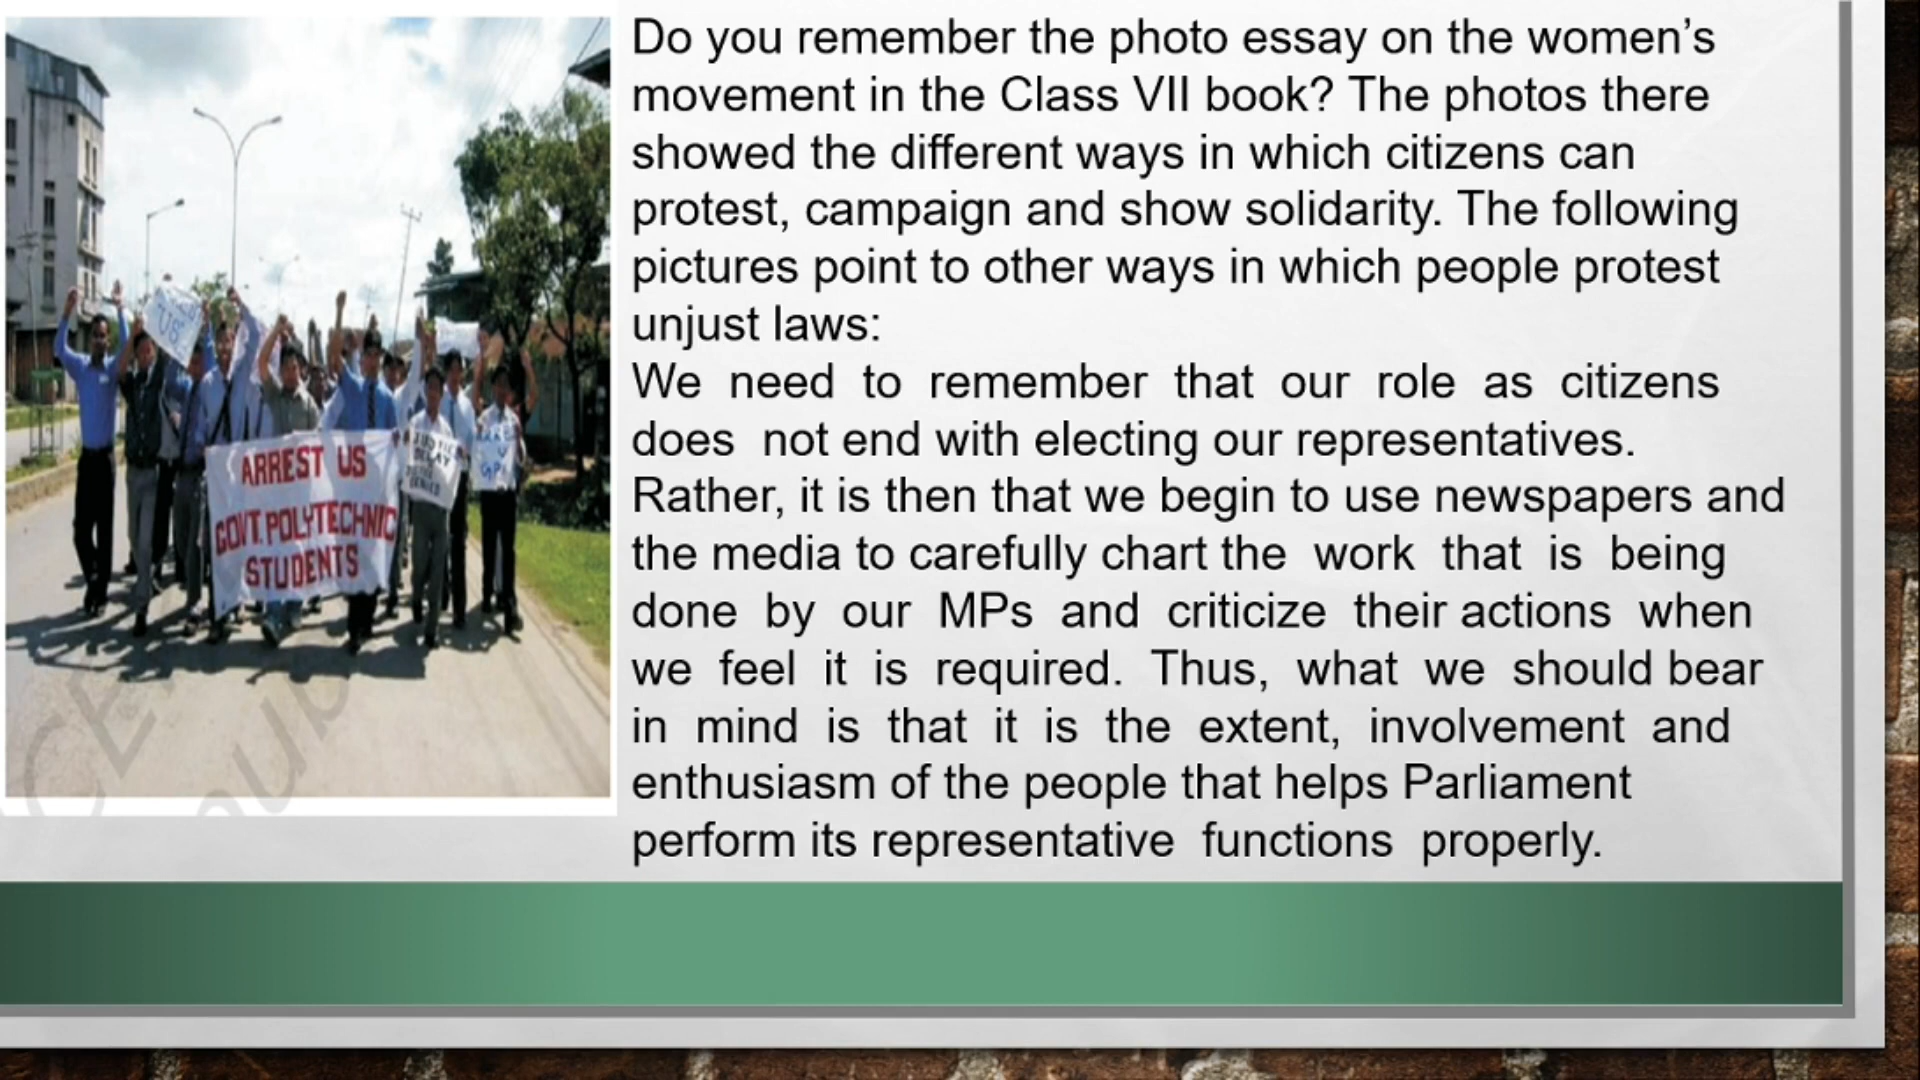 US
ARREST US
GOVT. POLYTECHNIC
STUDENTS
DELAY
Do you remember the photo essay on the women’s
movement in the Class VII book? The photos there
showed the different ways in which citizens can
protest, campaign and show solidarity. The following
pictures point to other ways in which people protest
unjust laws:
We need to remember that our role as citizens
does not end with electing our representatives.
Rather, it is then that we begin to use newspapers and
the media to carefully chart the work that is being
done by our MPs and criticize their actions when
we feel it is required. Thus, what we should bear
in mind is that it is the extent, involvement and
enthusiasm of the people that helps Parliament
perform its representative functions properly.